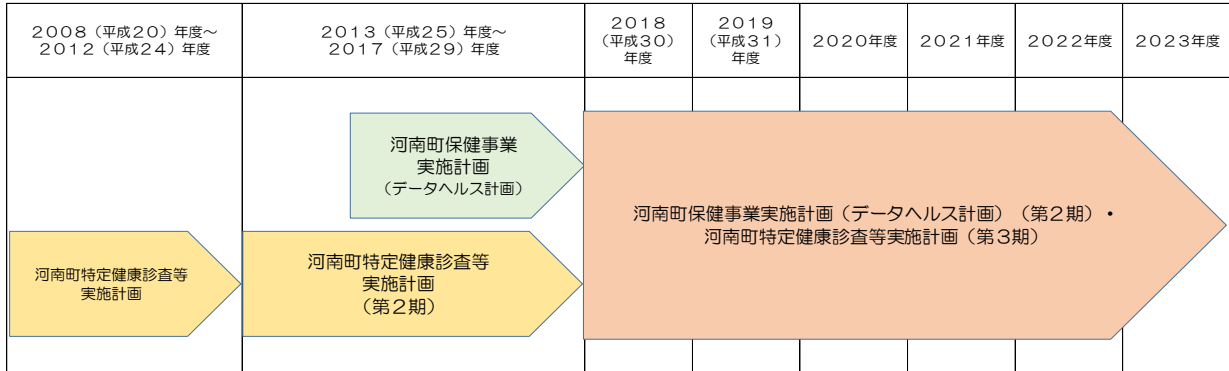 2008(平成20)年度~
2012(平成24)年度
2013(平成25)年度~
2017(平成29)年度
2018
(平成30)
年度
2019
(平成31)
年度
2020年度
2021年度
2022年度
2023年度
河南町保健事業
実施計画
(データヘルス計画)
河南町保健事業実施計画(データヘルス計画)(第2期)・
河南町特定健康診査等実施計画(第3期)
河南町特定健康診査等
実施計画
河南町特定健康診査等
実施計画
(第2期)